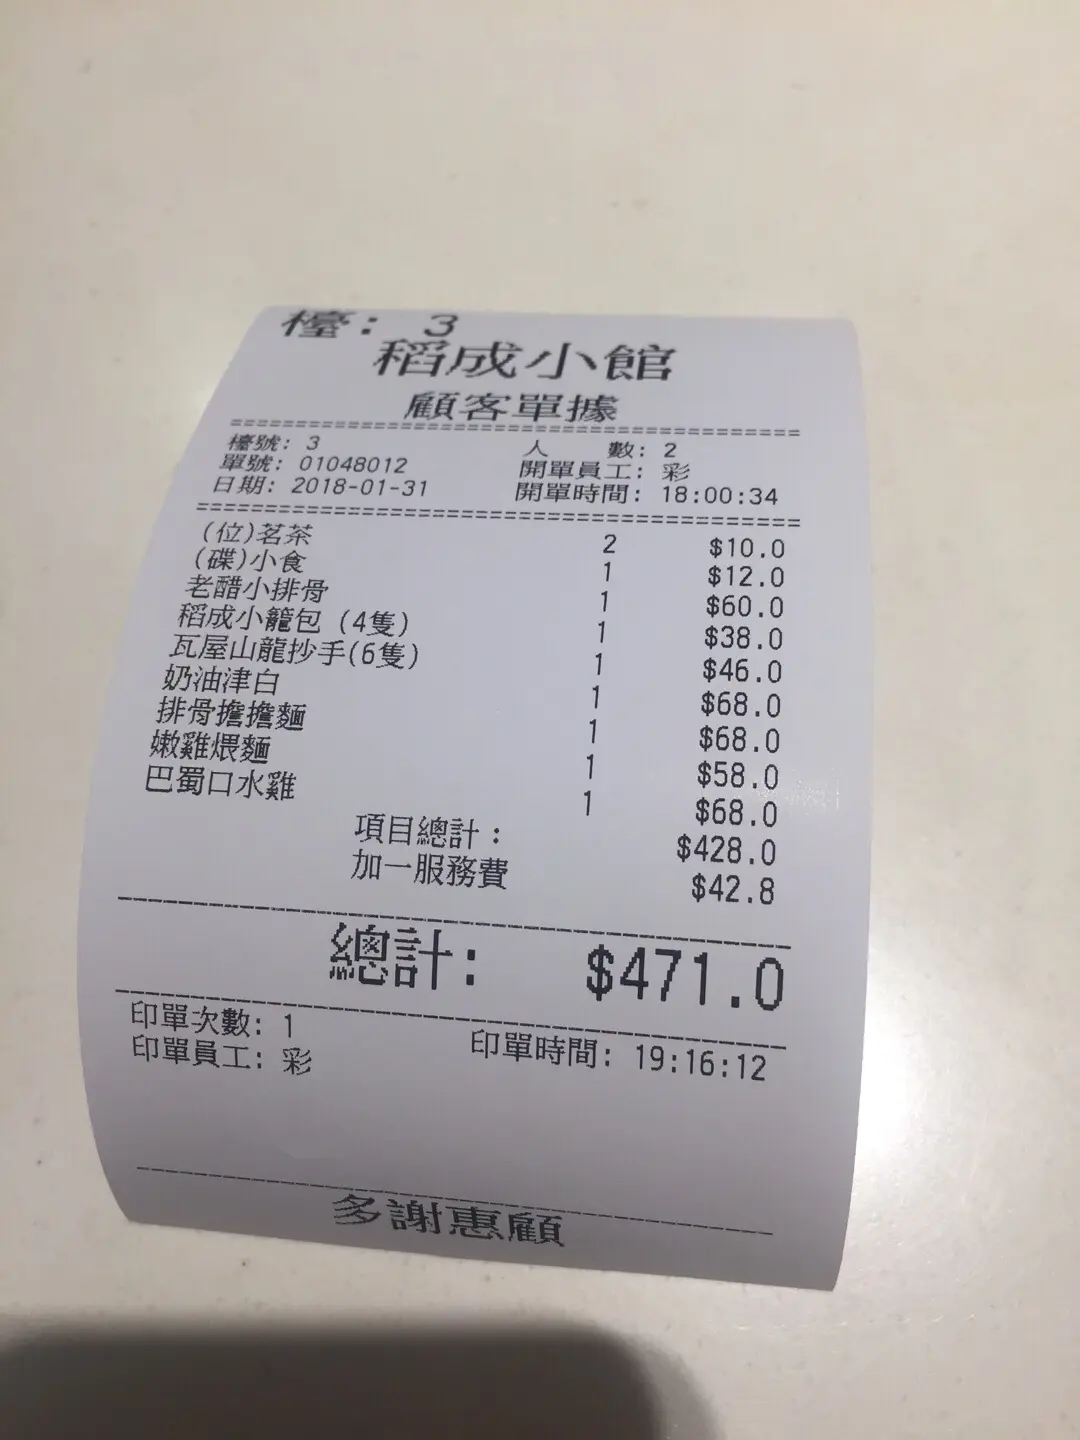 檯: 3
稻成小館
顧客單據
檯號: 3 人 數: 2
單號: 01048012 開單員工: 彩
日期: 2018-01-31 開單時間: 18:00:34
(位)茗茶 2 $10.0
(碟)小食 1 $12.0
老醋小排骨 1 $60.0
稻成小籠包 (4隻) 1 $38.0
瓦屋山龍抄手(6隻) 1 $46.0
奶油津白 1 $68.0
排骨擔擔麵 1 $68.0
嫩雞煨麵 1 $58.0
巴蜀口水雞 1 $68.0
項目總計: $428.0
加一服務費 $42.8
總計: $471.0
印單次數: 1
印單員工: 彩 印單時間: 19:16:12
多謝惠顧